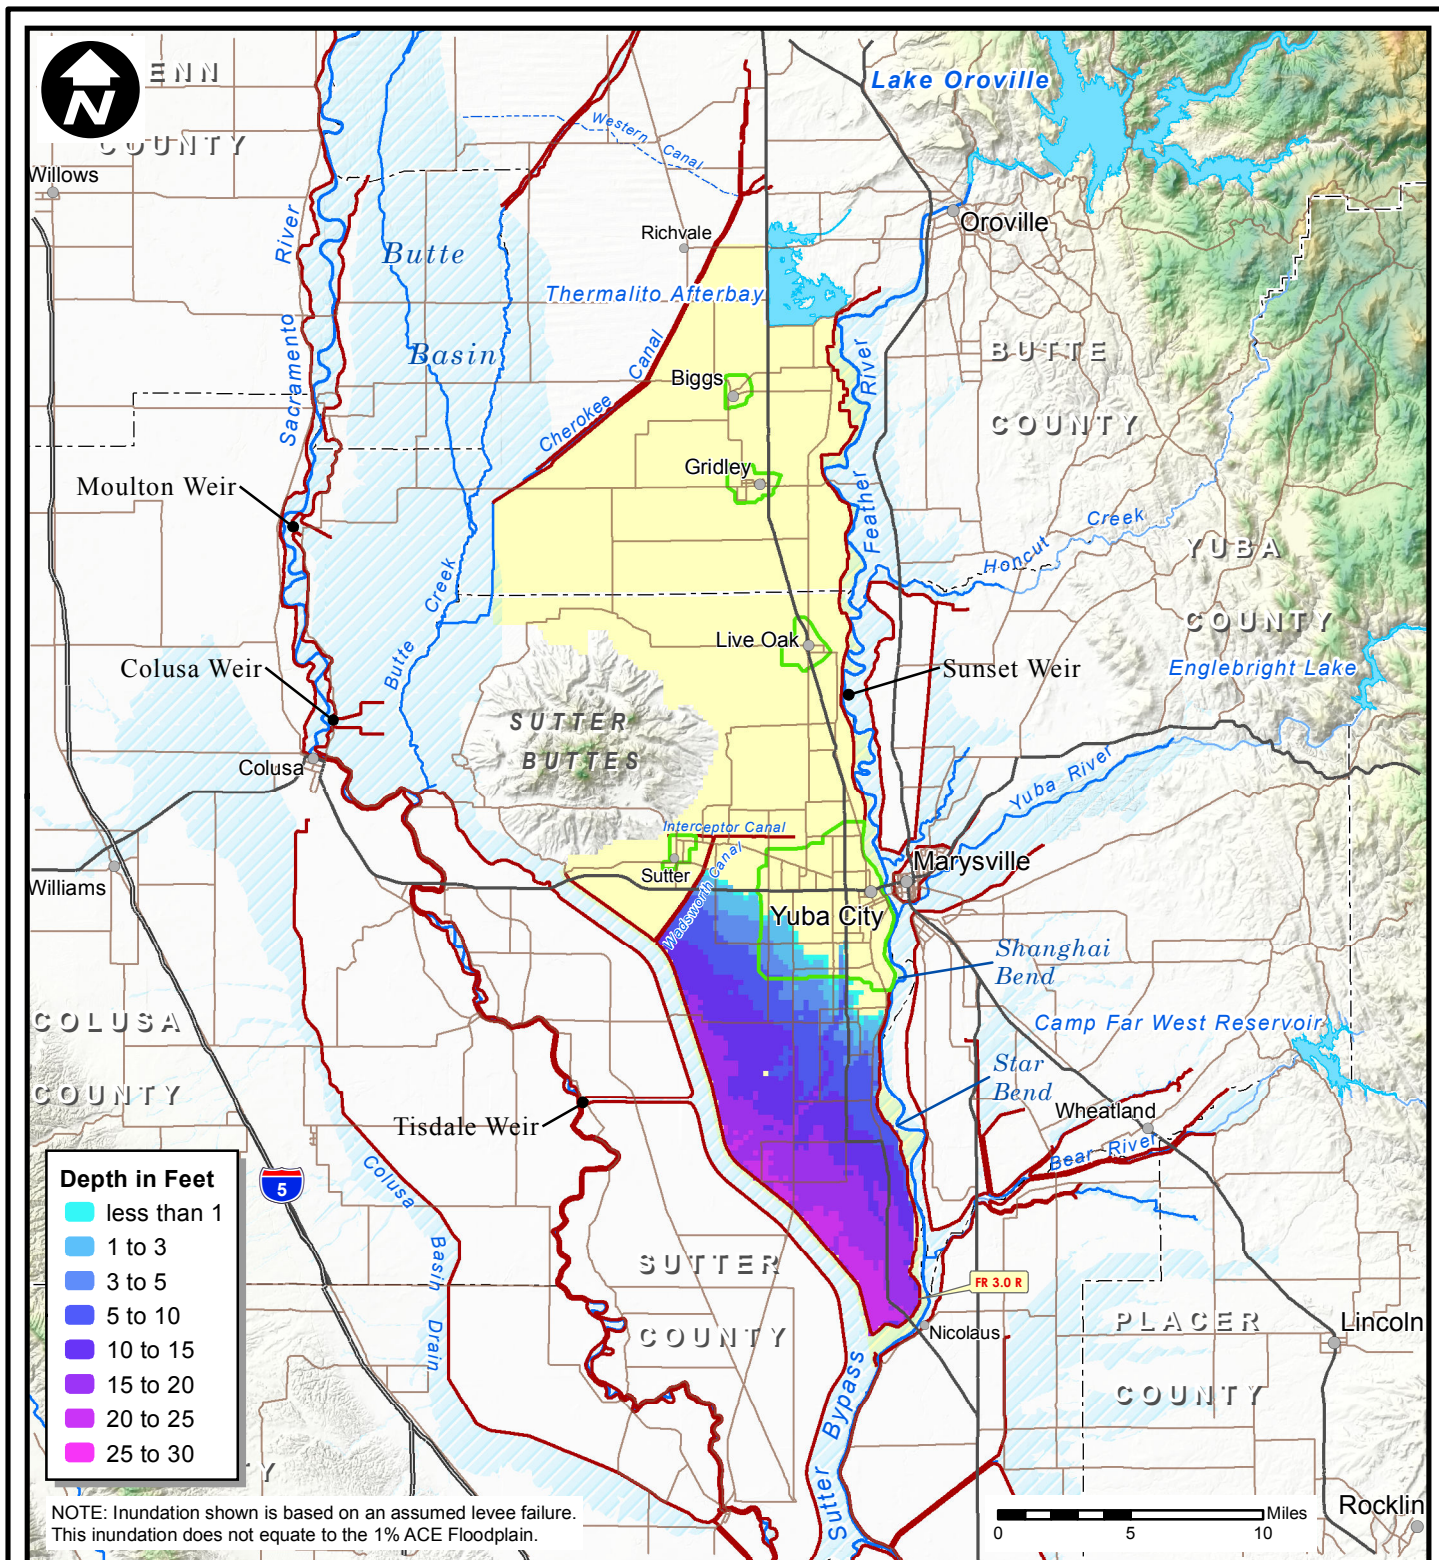 N
ENN
COUNTY
Lake Oroville
Western
Canal
Willows
River
Richvale
Oroville
Butte
Thermalito Afterbay
Sacramento
Basin
Canal
River
BUTTE
Biggs
Cherokee
COUNTY
Gridley
Moulton Weir
Feather
Creek
Honcut
YUBA
Creek
COUNTY
Live Oak
Colusa Weir
Butte
Sunset Weir
Englebright Lake
SUTTER
BUTTES
Colusa
Yuba River
Interceptor Canal
Wadsworth Canal
Marysville
Sutter
Williams
Yuba City
Shanghai
Bend
COLUSA
Camp Far West Reservoir
COUNTY
Star
Bend
Wheatland
Tisdale Weir
Bear River
Colusa
Basin
Drain
5
SUTTER
COUNTY
FR 3.0 R
Nicolaus
PLACER
COUNTY
Lincoln
Sutter Bypass
Rocklin
Depth in Feet
less than 1
1 to 3
3 to 5
5 to 10
10 to 15
15 to 20
20 to 25
25 to 30
Y
NOTE: Inundation shown is based on an assumed levee failure.
This inundation does not equate to the 1% ACE Floodplain.
Miles
0 5 10